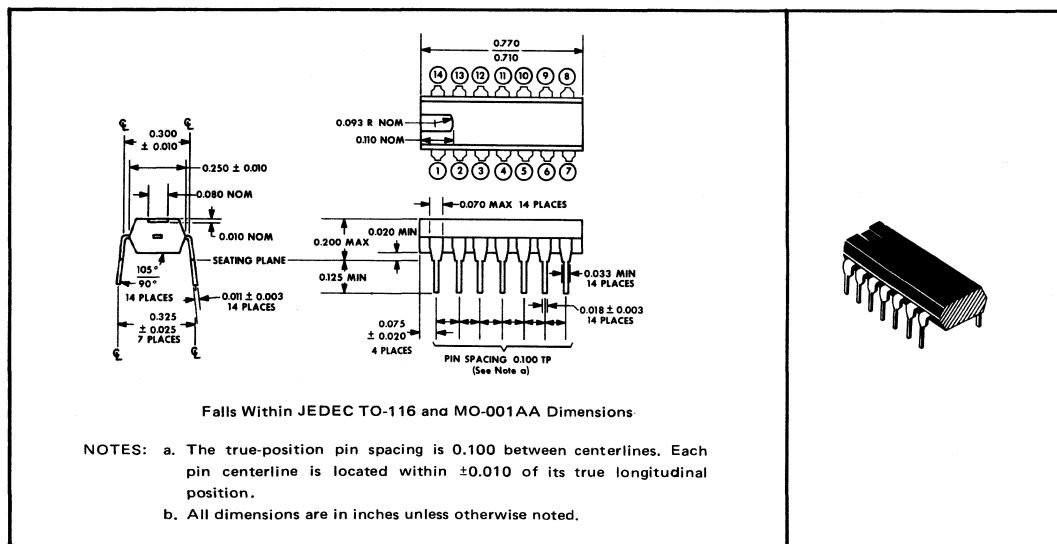 0.770
0.710
14 13 12 11 10 9 8
0.093 R NOM
0.110 NOM
1 2 3 4 5 6 7
℄ ℄
0.300
± 0.010
0.250 ± 0.010
0.080 NOM
0.010 NOM
SEATING PLANE
105°
90°
14 PLACES
0.011 ± 0.003
14 PLACES
0.325
± 0.025
7 PLACES
℄ ℄
0.070 MAX 14 PLACES
0.020 MIN
0.200 MAX
0.125 MIN
0.033 MIN
14 PLACES
0.018 ± 0.003
14 PLACES
0.075
± 0.020
4 PLACES
PIN SPACING 0.100 TP
(See Note a)
Falls Within JEDEC TO-116 and MO-001AA Dimensions
NOTES: a. The true-position pin spacing is 0.100 between centerlines. Each
pin centerline is located within ±0.010 of its true longitudinal
position.
b. All dimensions are in inches unless otherwise noted.